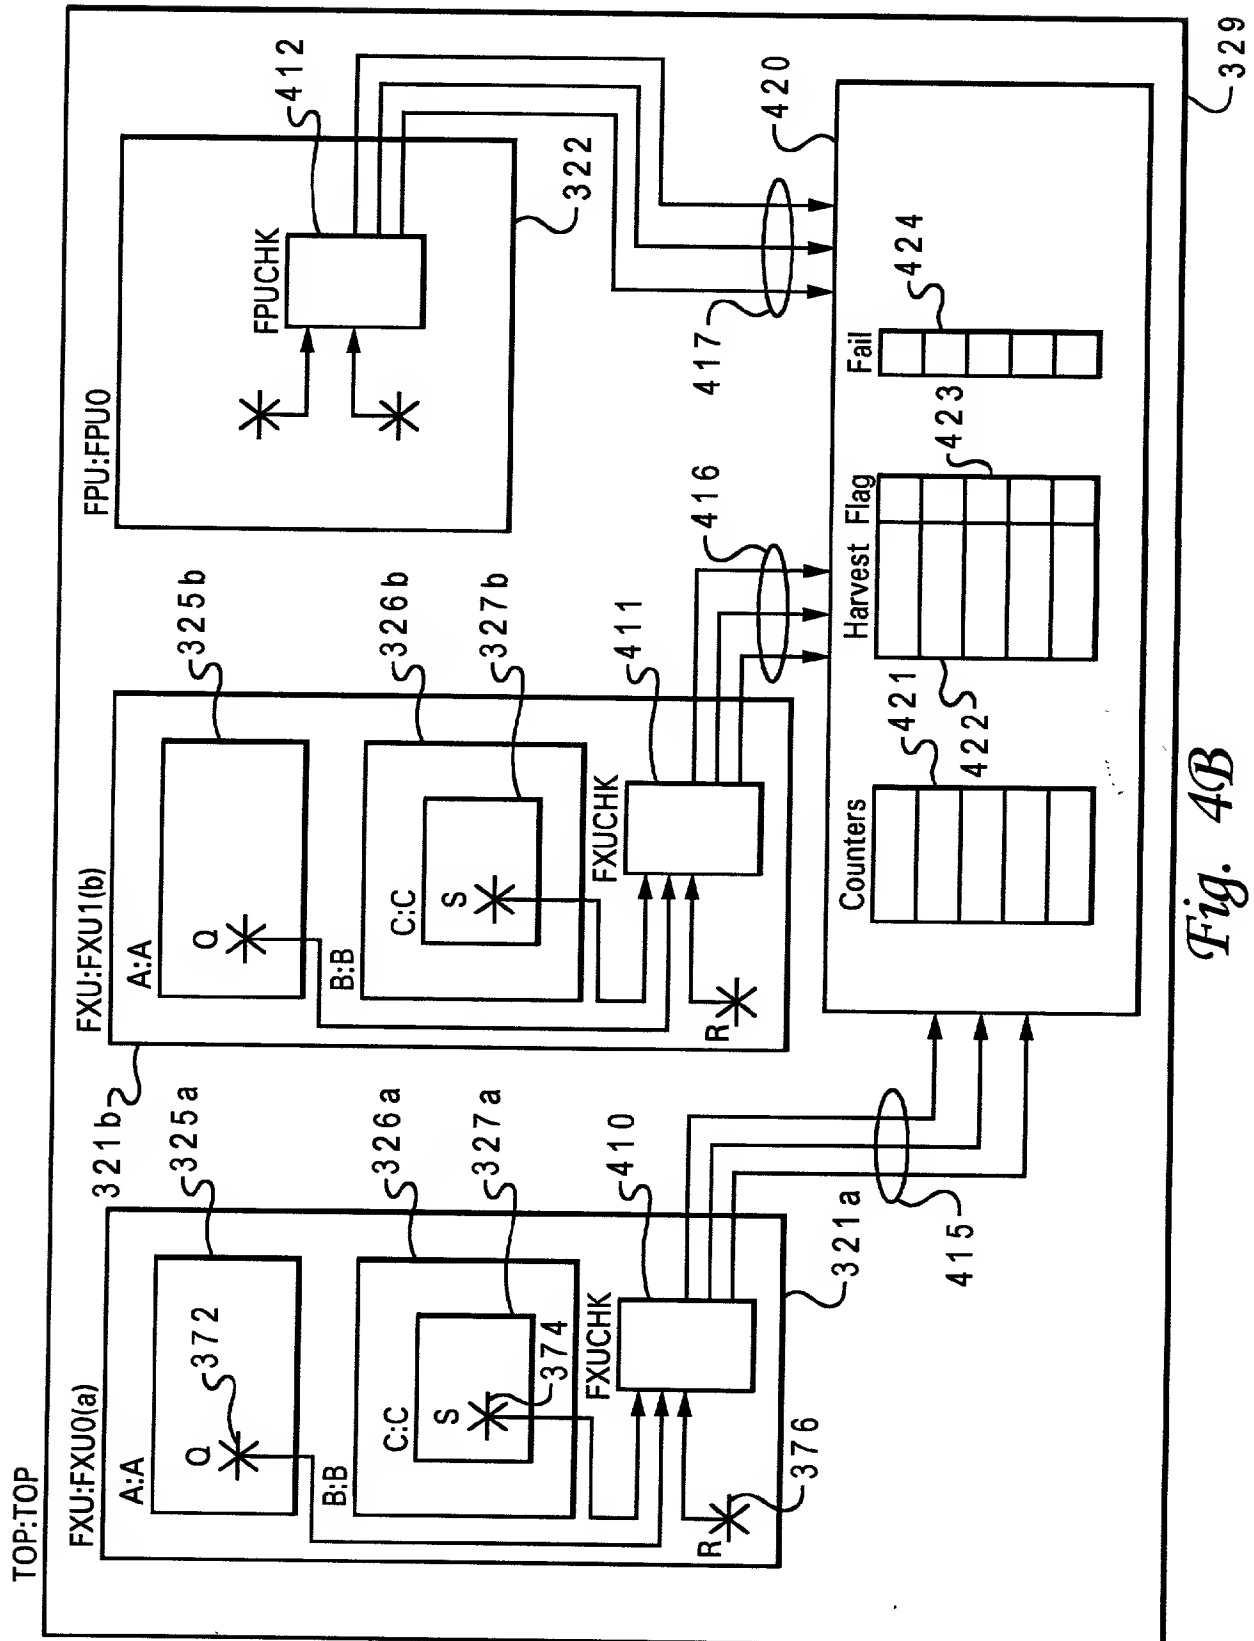 TOP:TOP
FXU:FXU0(a)
A:A
Q
372
325a
B:B
326a
C:C
S
327a
374
FXUCHK
410
R
376
321a
415
321b
FXU:FXU1(b)
A:A
Q
325b
B:B
326b
C:C
S
327b
FXUCHK
411
R
416
FPU:FPU0
FPUCHK
412
322
417
420
Counters
421
Harvest Flag
422
423
Fail
424
329
Fig. 4B